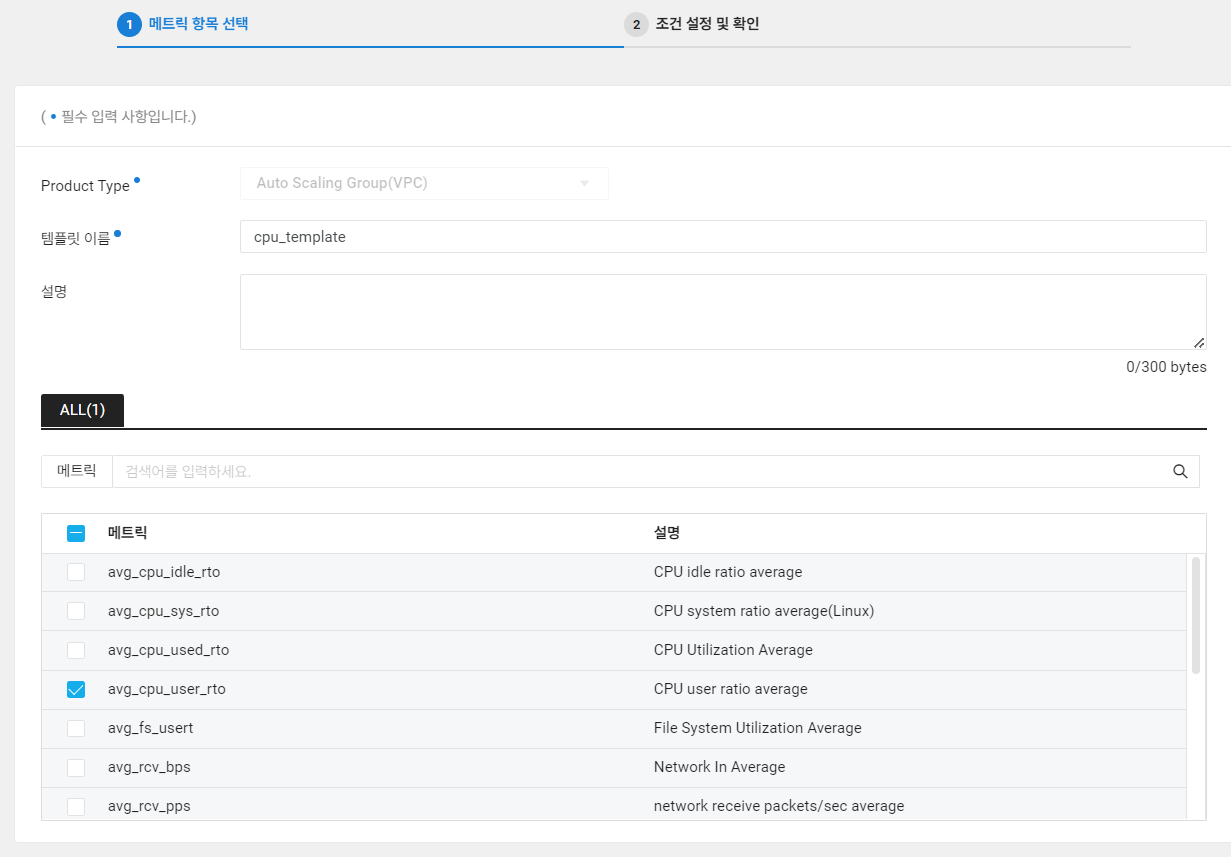 1 메트릭 항목 선택
2 조건 설정 및 확인
( • 필수 입력 사항입니다.)
Product Type
Auto Scaling Group(VPC)
템플릿 이름
cpu_template
설명
0/300 bytes
ALL(1)
메트릭 검색어를 입력하세요.
메트릭 설명
avg_cpu_idle_rto CPU idle ratio average
avg_cpu_sys_rto CPU system ratio average(Linux)
avg_cpu_used_rto CPU Utilization Average
avg_cpu_user_rto CPU user ratio average
avg_fs_usert File System Utilization Average
avg_rcv_bps Network In Average
avg_rcv_pps network receive packets/sec average